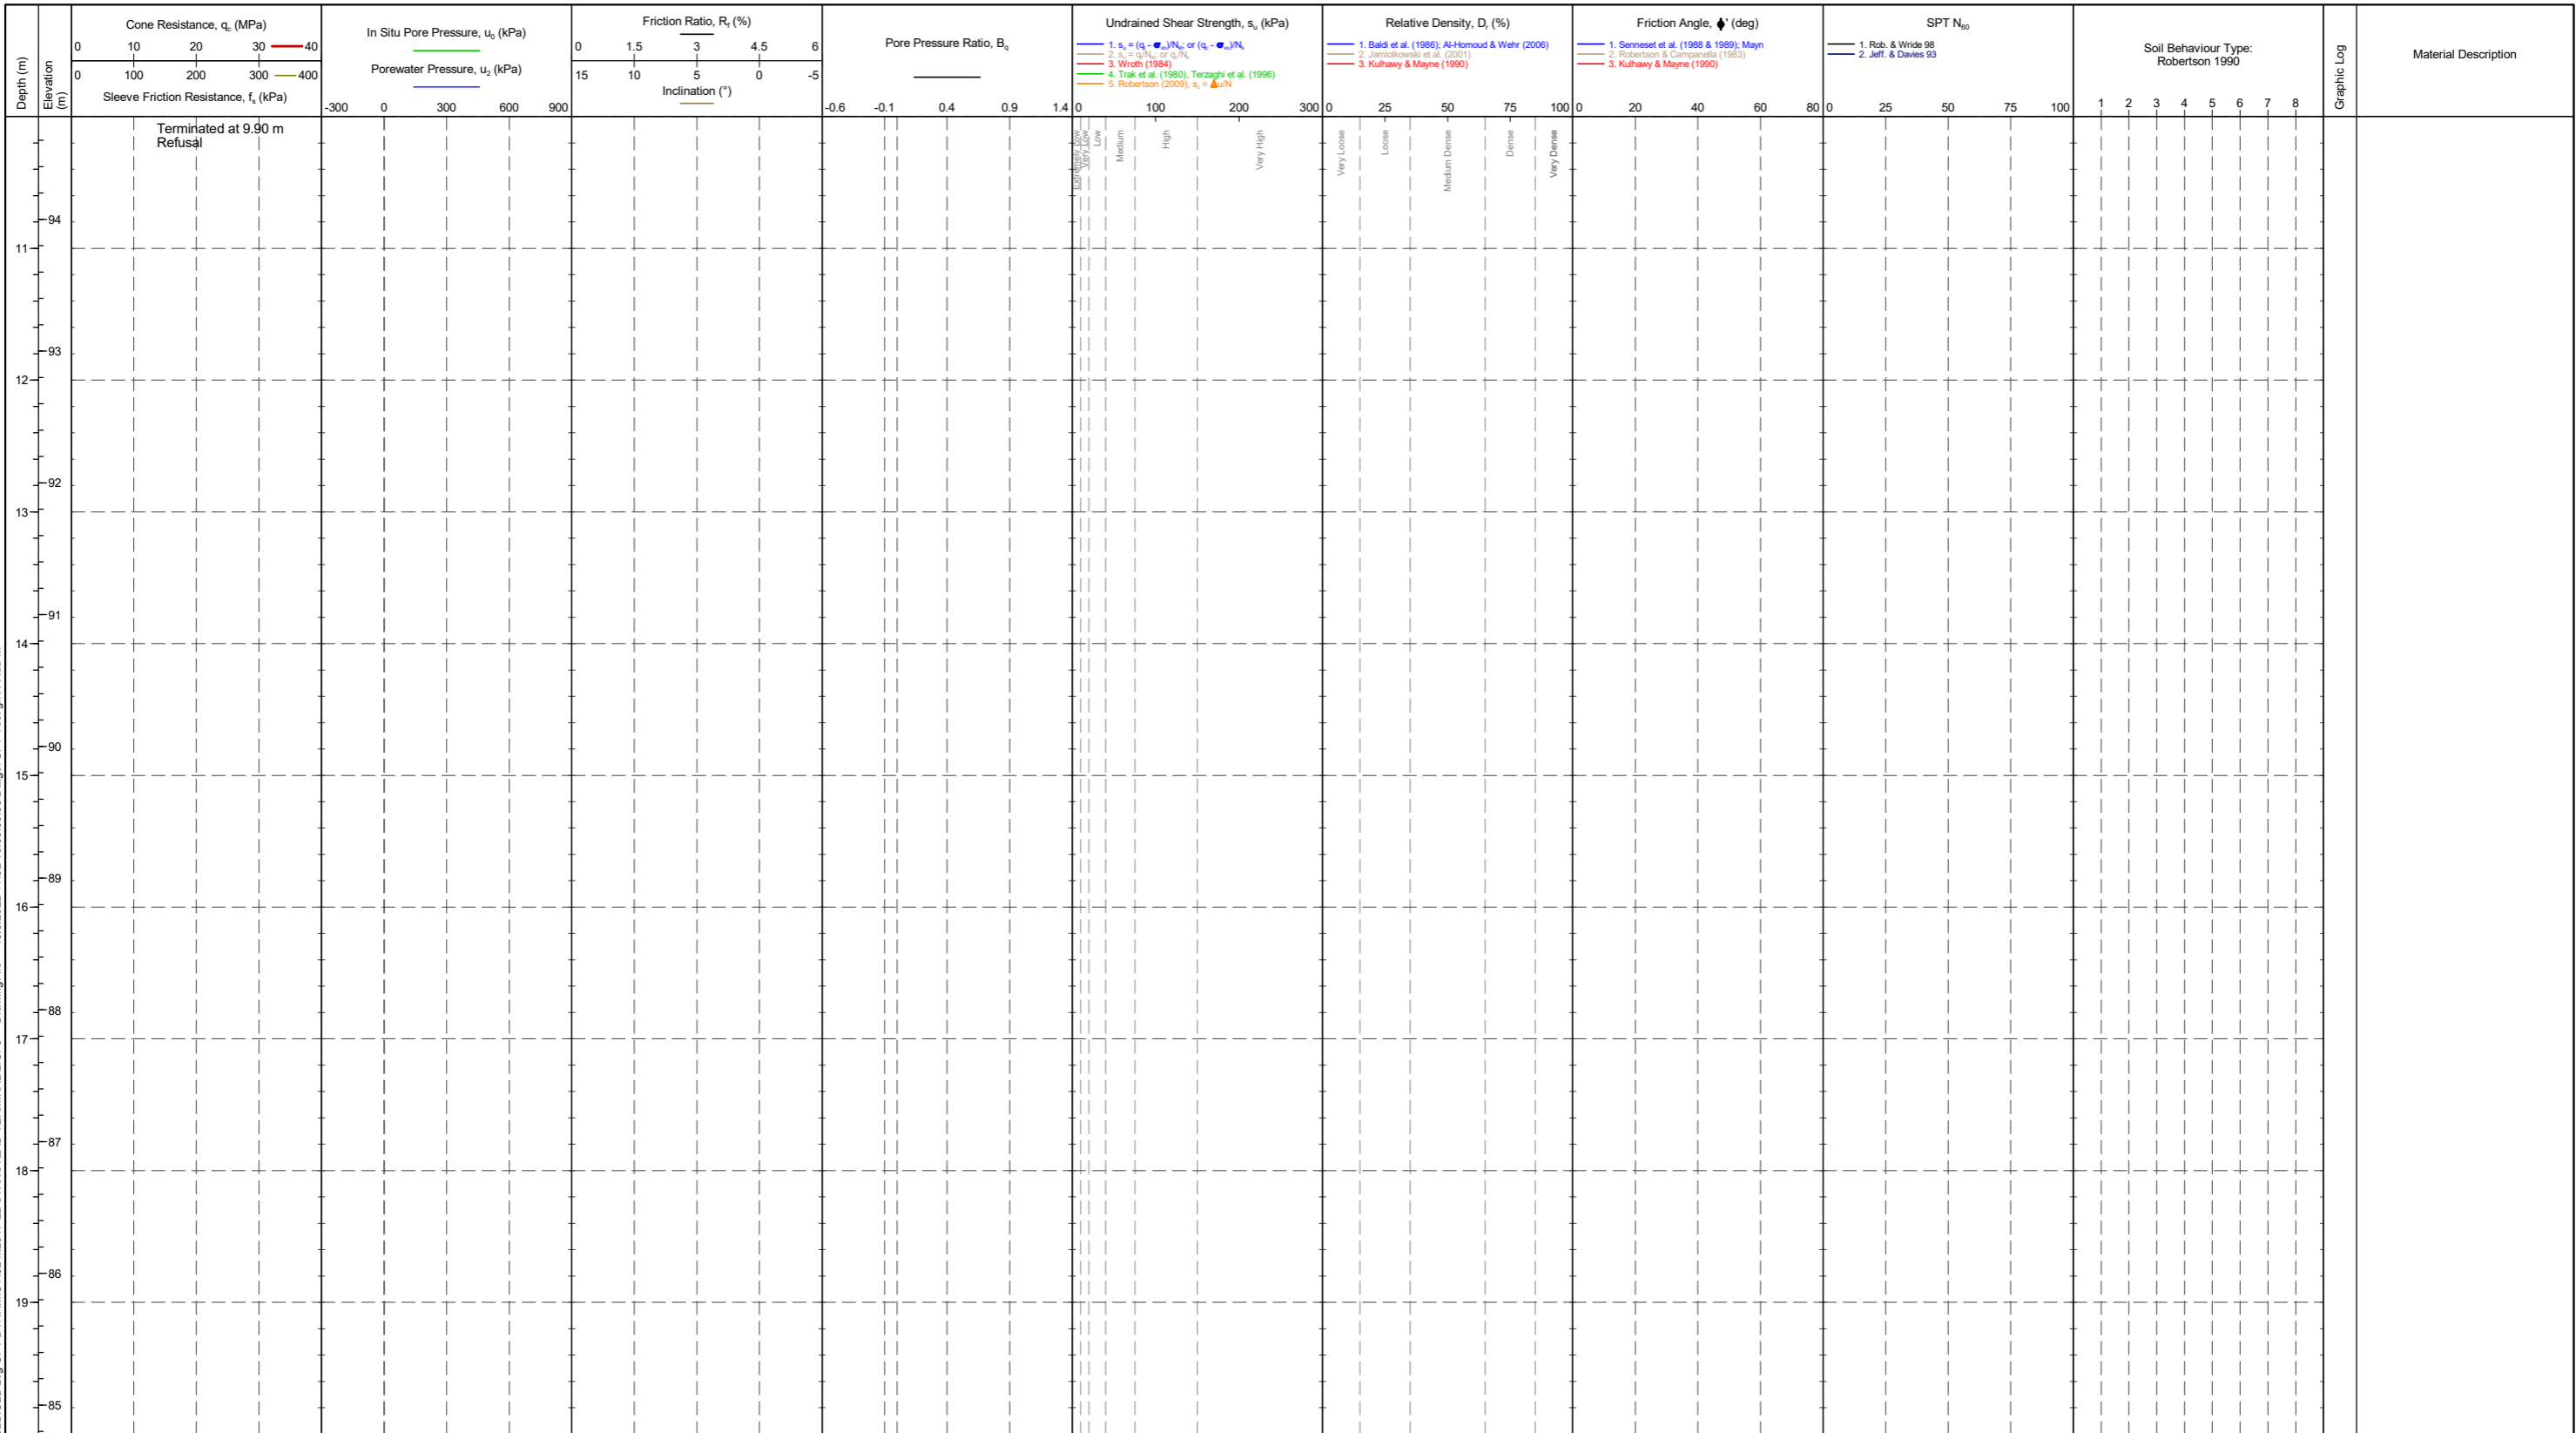 Depth (m)
Elevation (m)
Cone Resistance, qc (MPa)
0 10 20 30 40
0 100 200 300 400
Sleeve Friction Resistance, fs (kPa)
In Situ Pore Pressure, u0 (kPa)
Porewater Pressure, u2 (kPa)
-300 0 300 600 900
Friction Ratio, Rf (%)
0 1.5 3 4.5 6
15 10 5 0 -5
Inclination (°)
Pore Pressure Ratio, Bq
-0.6 -0.1 0.4 0.9 1.4
Undrained Shear Strength, su (kPa)
3. Wroth (1984)
4. Trak et al. (1980), Terzaghi et al. (1996)
5. Robertson (2009), su = Δu/N
0 100 200 300
Relative Density, Dr (%)
1. Baldi et al. (1986); Al-Homoud & Wehr (2006)
2. Jamiolkowski et al. (2001)
3. Kulhawy & Mayne (1990)
0 25 50 75 100
Friction Angle, ϕ' (deg)
1. Senneset et al. (1988 & 1989); Mayn
2. Robertson & Campanella (1983)
3. Kulhawy & Mayne (1990)
0 20 40 60 80
SPT N60
1. Rob. & Wride 98
2. Jeff. & Davies 93
0 25 50 75 100
Soil Behaviour Type:
Robertson 1990
1 2 3 4 5 6 7 8
Graphic Log
Material Description
Terminated at 9.90 m
Refusal
Extremely Low
Very Low
Low
Medium
High
Very High
Very Loose
Loose
Medium Dense
Dense
Very Dense
94
11
93
12
92
13
91
14
90
15
89
16
88
17
87
18
86
19
85